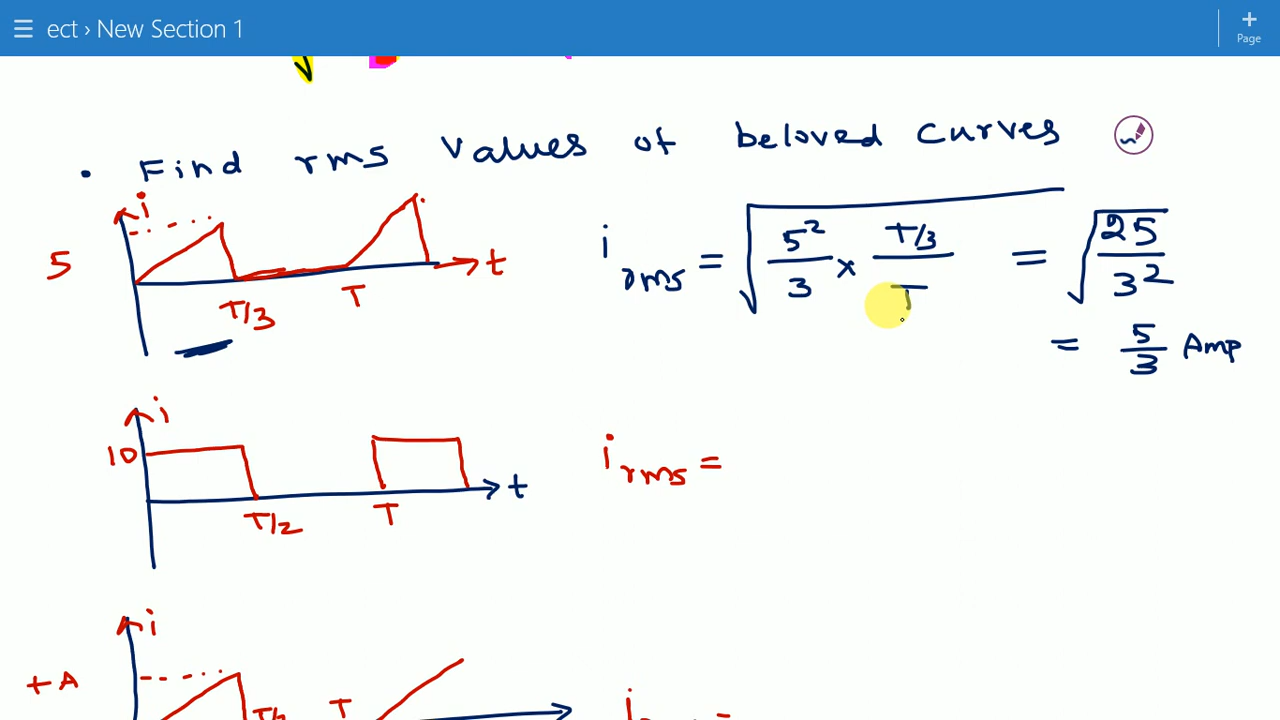 ect › New Section 1
Page
• Find rms values of beloved curves
i
5
T/3
T
t
i rms = √(5²/3 × T/3/T) = √(25/3²)
= 5/3 Amp
i
10
T/2
T
t
i rms =
i
+A
T